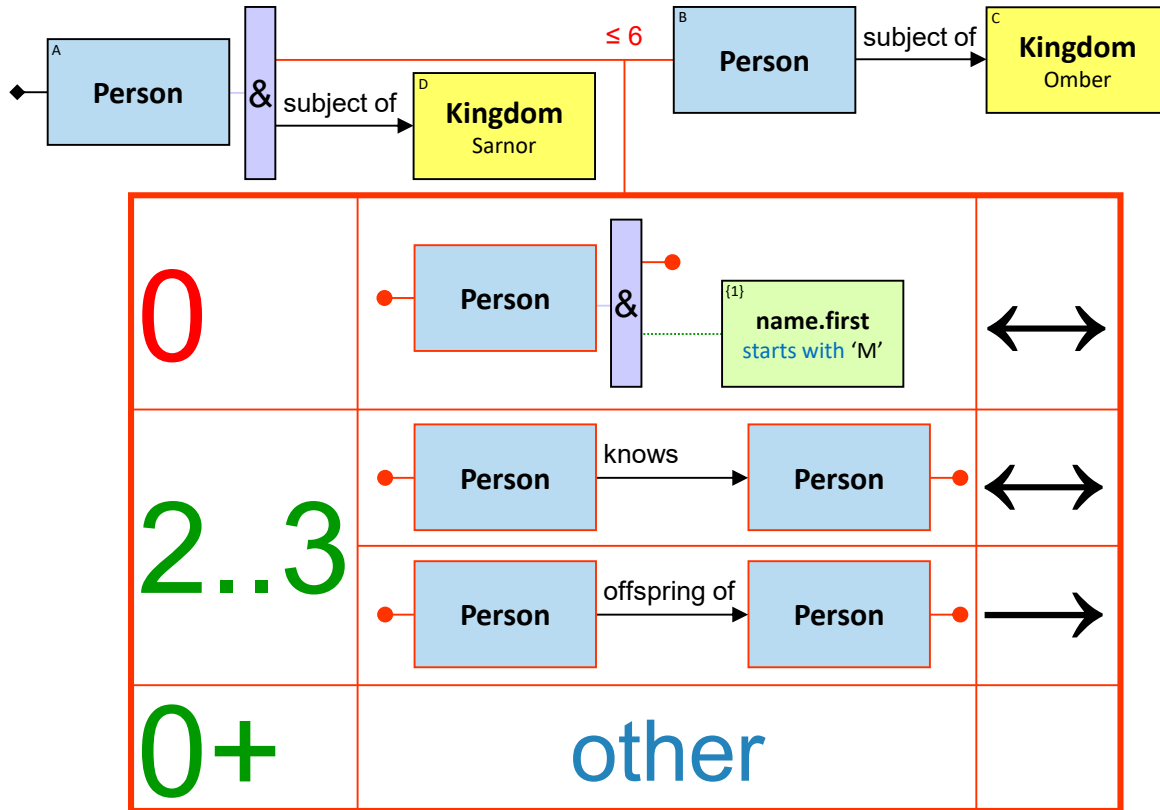 A
Person
&
≤ 6
B
Person
subject of
C
Kingdom
Omber
subject of
D
Kingdom
Sarnor
0
Person
&
{1}
name.first
starts with ‘M’
2..3
Person
knows
Person
Person
offspring of
Person
0+
other